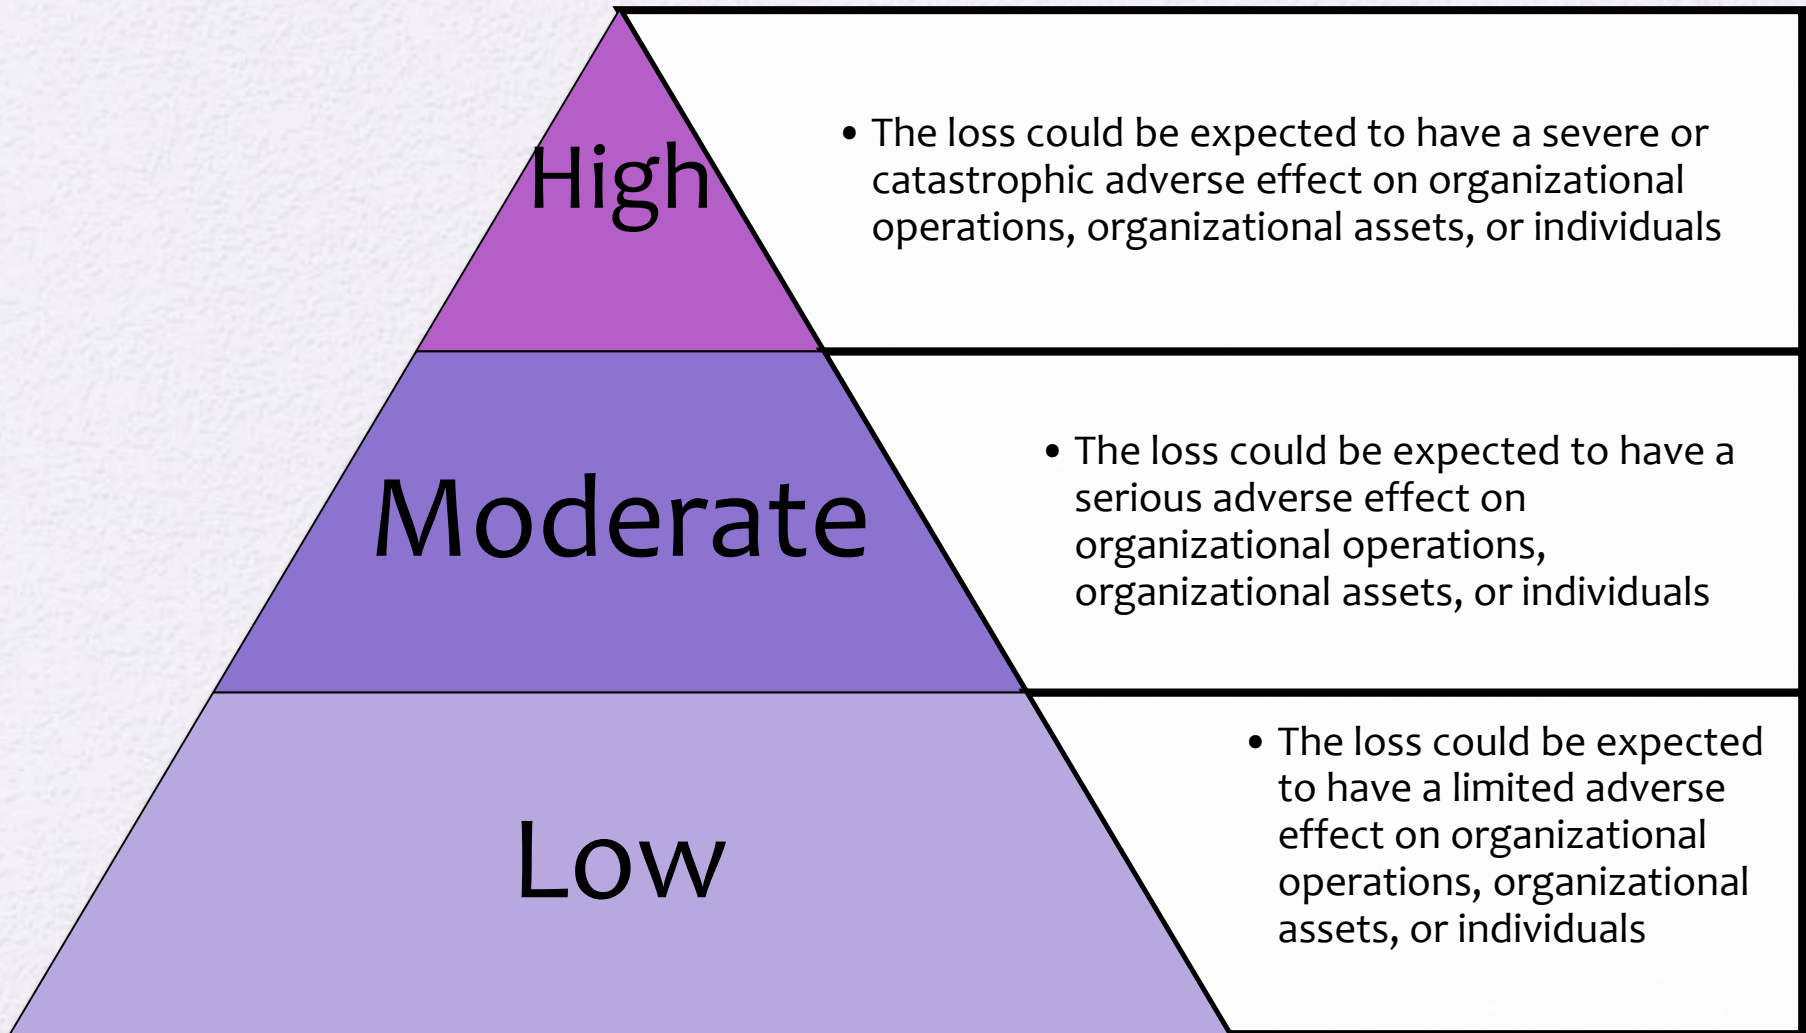 High
• The loss could be expected to have a severe or
catastrophic adverse effect on organizational
operations, organizational assets, or individuals
Moderate
• The loss could be expected to have a
serious adverse effect on
organizational operations,
organizational assets, or individuals
Low
• The loss could be expected
to have a limited adverse
effect on organizational
operations, organizational
assets, or individuals